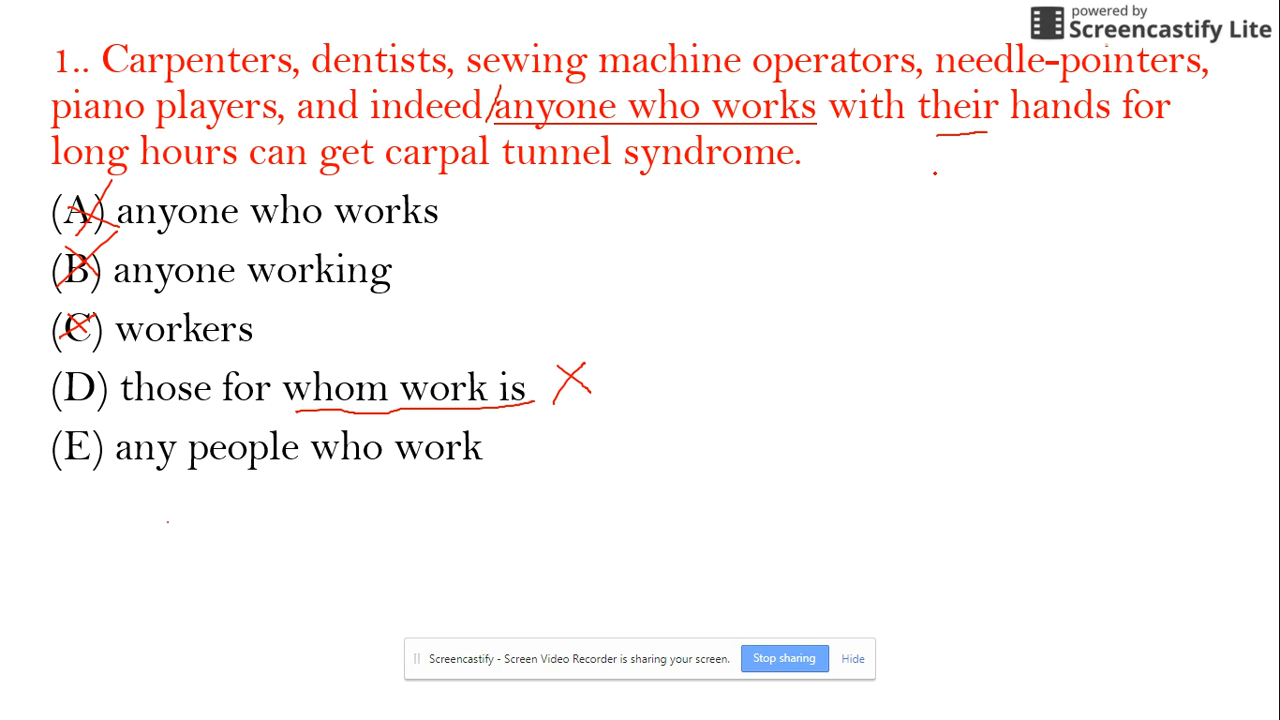 powered by
Screencastify Lite
1.. Carpenters, dentists, sewing machine operators, needle-pointers,
piano players, and indeed anyone who works with their hands for
long hours can get carpal tunnel syndrome.
(A) anyone who works
(B) anyone working
(C) workers
(D) those for whom work is
(E) any people who work
Screencastify - Screen Video Recorder is sharing your screen. Stop sharing Hide